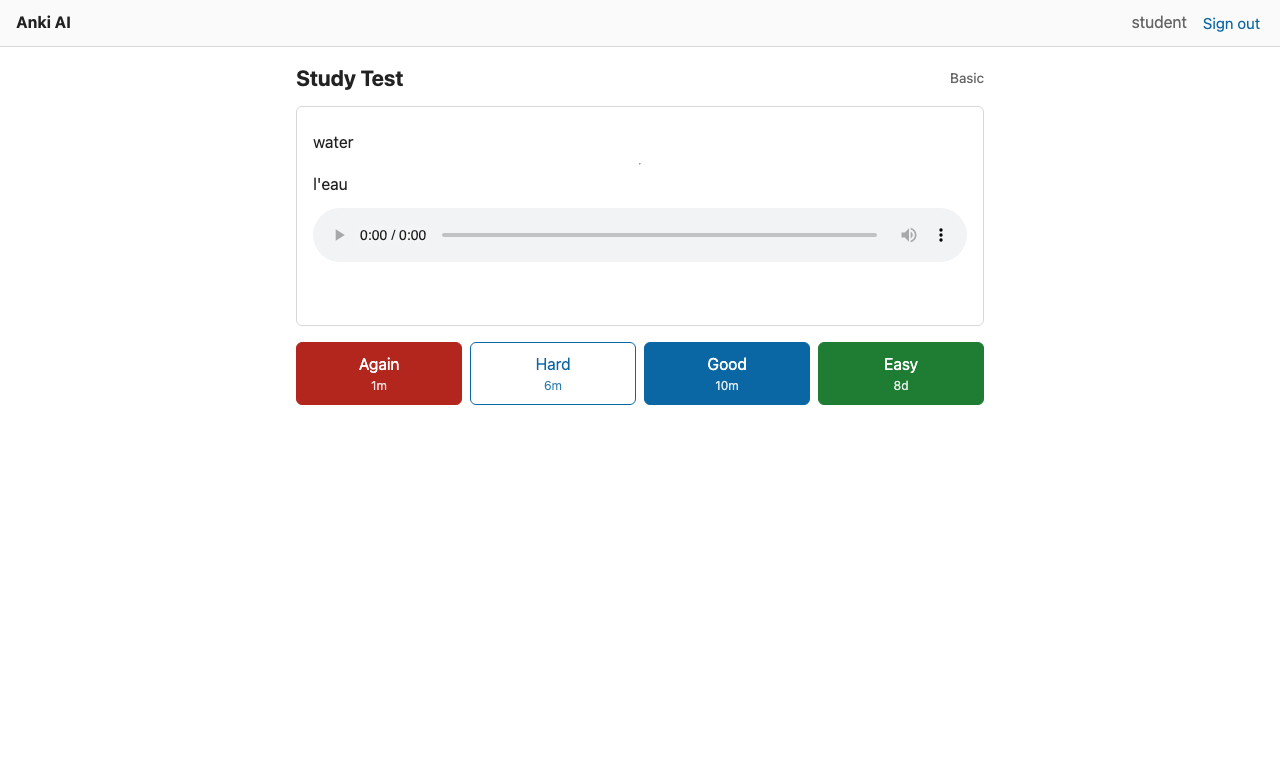 Anki AI
student
Sign out
Study Test
Basic
water
l'eau
0:00 / 0:00
Again
1m
Hard
6m
Good
10m
Easy
8d